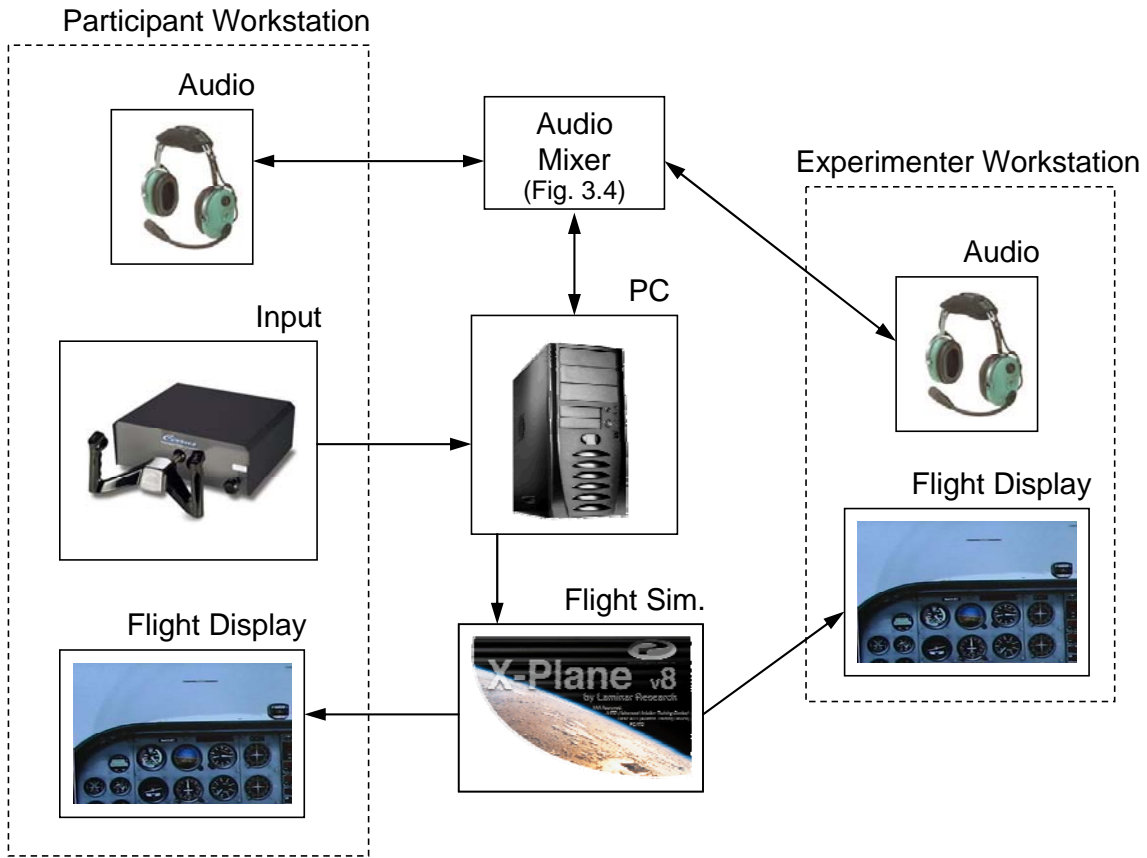 Participant Workstation
Audio
Audio
Mixer
(Fig. 3.4)
Experimenter Workstation
Audio
PC
Input
Flight Display
Flight Sim.
Flight Display
X-Plane v8
by Laminar Research